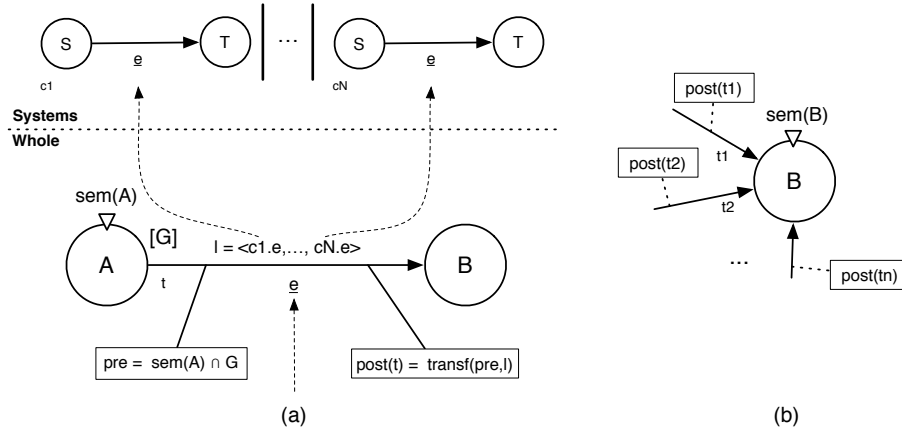 S
e
T
...
S
e
T
c1
cN
Systems
Whole
sem(A)
[G]
l = <c1.e,…, cN.e>
A
B
t
e
pre = sem(A) ∩ G
post(t) = transf(pre,l)
(a)
post(t1)
sem(B)
t1
post(t2)
B
t2
...
post(tn)
(b)